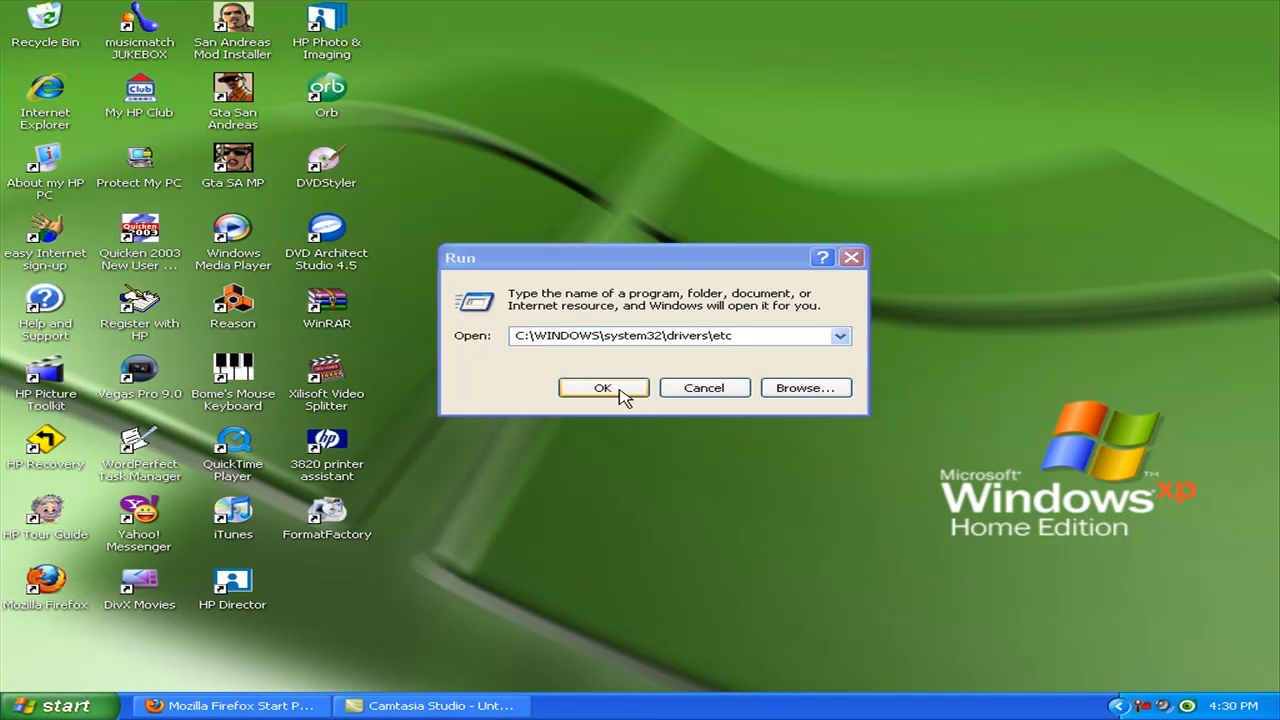 Recycle Bin
musicmatch
JUKEBOX
San Andreas
Mod Installer
HP Photo &
Imaging
Internet
Explorer
Club
My HP Club
Gta San
Andreas
orb
Orb
About my HP
PC
Protect My PC
Gta SA MP
DVDStyler
easy Internet
sign-up
Quicken
2003
Quicken 2003
New User ...
Windows
Media Player
DVD Architect
Studio 4.5
Help and
Support
Register with
HP
Reason
WinRAR
HP Picture
Toolkit
Vegas Pro 9.0
Bome's Mouse
Keyboard
Xilisoft Video
Splitter
HP Recovery
WordPerfect
Task Manager
QuickTime
Player
hp
3820 printer
assistant
HP Tour Guide
Yahoo!
Messenger
iTunes
FormatFactory
Mozilla Firefox
DivX Movies
HP Director
Run
Type the name of a program, folder, document, or
Internet resource, and Windows will open it for you.
Open:
C:\WINDOWS\system32\drivers\etc
OK
Cancel
Browse...
Microsoft®
Windows xp
™
Home Edition
start
Mozilla Firefox Start P...
Camtasia Studio - Unt...
4:30 PM